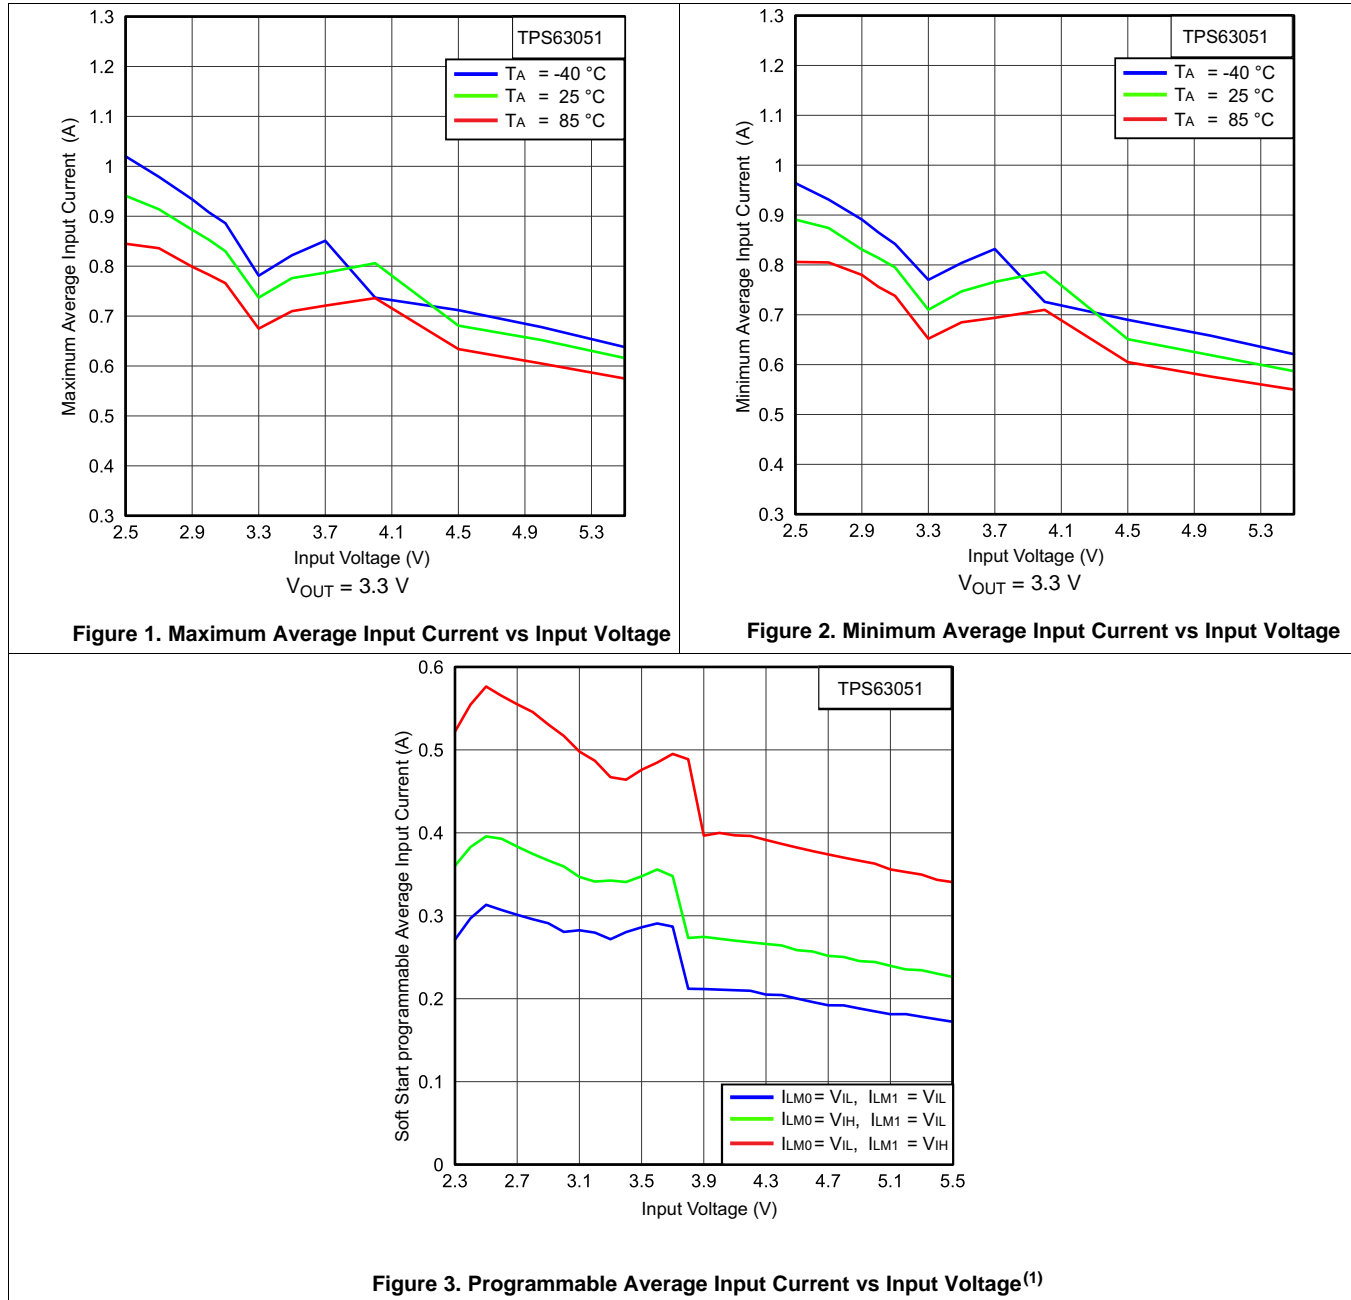 1.3
1.2
1.1
1
0.9
0.8
0.7
0.6
0.5
0.4
0.3
Maximum Average Input Current (A)
TPS63051
TA = -40 °C
TA = 25 °C
TA = 85 °C
2.5 2.9 3.3 3.7 4.1 4.5 4.9 5.3
Input Voltage (V)
VOUT = 3.3 V
Figure 1. Maximum Average Input Current vs Input Voltage
1.3
1.2
1.1
1
0.9
0.8
0.7
0.6
0.5
0.4
0.3
Minimum Average Input Current (A)
TPS63051
TA = -40 °C
TA = 25 °C
TA = 85 °C
2.5 2.9 3.3 3.7 4.1 4.5 4.9 5.3
Input Voltage (V)
VOUT = 3.3 V
Figure 2. Minimum Average Input Current vs Input Voltage
0.6
0.5
0.4
0.3
0.2
0.1
0
Soft Start programmable Average Input Current (A)
TPS63051
ILM0 = VIL, ILM1 = VIL
ILM0 = VIH, ILM1 = VIL
ILM0 = VIL, ILM1 = VIH
2.3 2.7 3.1 3.5 3.9 4.3 4.7 5.1 5.5
Input Voltage (V)
Figure 3. Programmable Average Input Current vs Input Voltage(1)